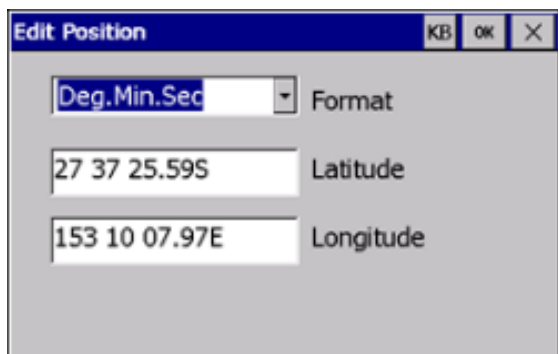 Edit Position KB OK X
Deg.Min.Sec Format
27 37 25.59S Latitude
153 10 07.97E Longitude